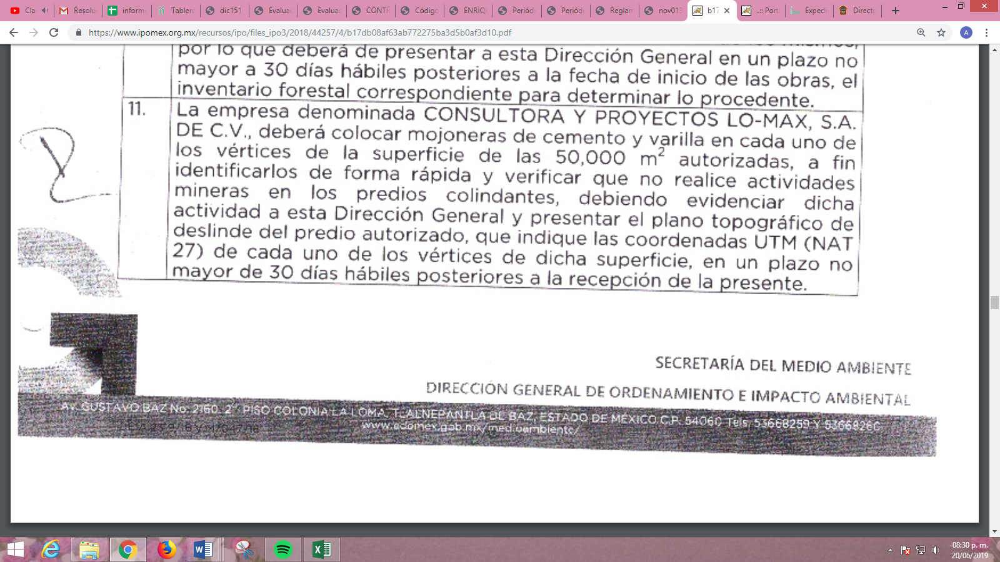 Cla
Resolu
informe
Tablerc
dic151
Evaluac
Evaluac
CONTR
Código
ENRIQU
Periódi
Periódi
Reglam
nov013
b17
..:: Port
Expedi
Directo
https://www.ipomex.org.mx/recursos/ipo/files_ipo3/2018/44257/4/b17db08af63ab772275ba3d5b0af3d10.pdf
A
por lo que deberá de presentar a esta Dirección General en un plazo no
mayor a 30 días hábiles posteriores a la fecha de inicio de las obras, el
inventario forestal correspondiente para determinar lo procedente.
11. La empresa denominada CONSULTORA Y PROYECTOS LO-MAX, S.A.
DE C.V., deberá colocar mojoneras de cemento y varilla en cada uno de
los vértices de la superficie de las 50,000 m² autorizadas, a fin
identificarlos de forma rápida y verificar que no realice actividades
mineras en los predios colindantes, debiendo evidenciar dicha
actividad a esta Dirección General y presentar el plano topográfico de
deslinde del predio autorizado, que indique las coordenadas UTM (NAT
27) de cada uno de los vértices de dicha superficie, en un plazo no
mayor de 30 días hábiles posteriores a la recepción de la presente.
SECRETARÍA DEL MEDIO AMBIENTE
DIRECCIÓN GENERAL DE ORDENAMIENTO E IMPACTO AMBIENTAL
Av. GUSTAVO BAZ No. 2160, 2° PISO COLONIA LA LOMA, TLALNEPANTLA DE BAZ, ESTADO DE MÉXICO C.P. 54060 Tels, 53668259 Y 53668260
www.edomex.gob.mx/medioambiente/
08:30 p. m.
20/06/2019